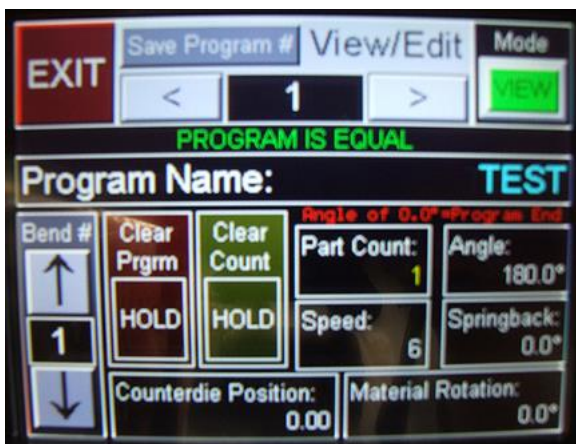 EXIT
Save Program #
View/Edit
Mode
<
1
>
VIEW
PROGRAM IS EQUAL
Program Name:
TEST
Angle of 0.0°=Program End
Bend #
Clear
Prgrm
Clear
Count
Part Count:
1
Angle:
180.0°
↑
HOLD
HOLD
Speed:
6
Springback:
0.0°
1
↓
Counterdie Position:
0.00
Material Rotation:
0.0°